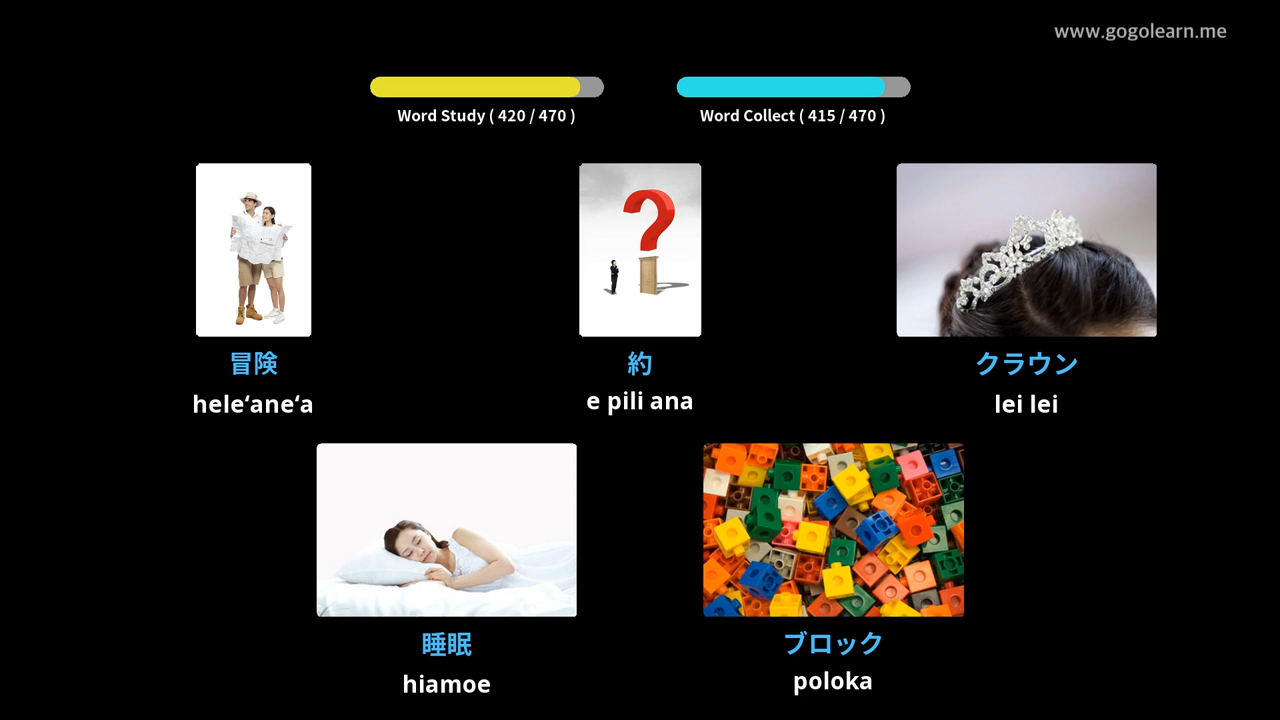 www.gogolearn.me
Word Study ( 420 / 470 )
Word Collect ( 415 / 470 )
冒険
heleʻaneʻa
約
e pili ana
クラウン
lei lei
睡眠
hiamoe
ブロック
poloka